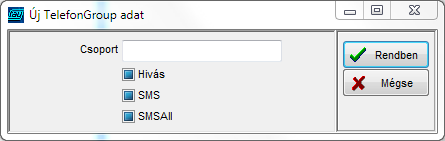 Új TelefonGroup adat
Csoport
Rendben
Hívás
Mégse
SMS
SMSAll